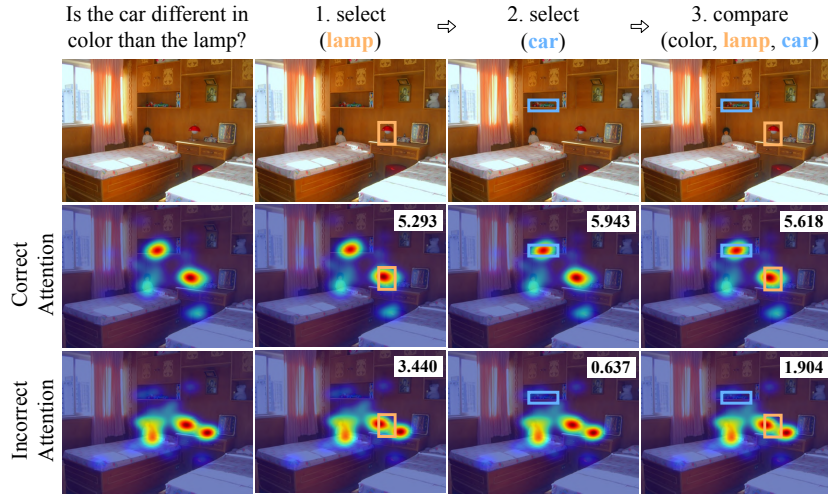 Is the car different in
color than the lamp?
1. select
(lamp)
⇨
2. select
(car)
⇨
3. compare
(color, lamp, car)
Correct
Attention
5.293
5.943
5.618
Incorrect
Attention
3.440
0.637
1.904